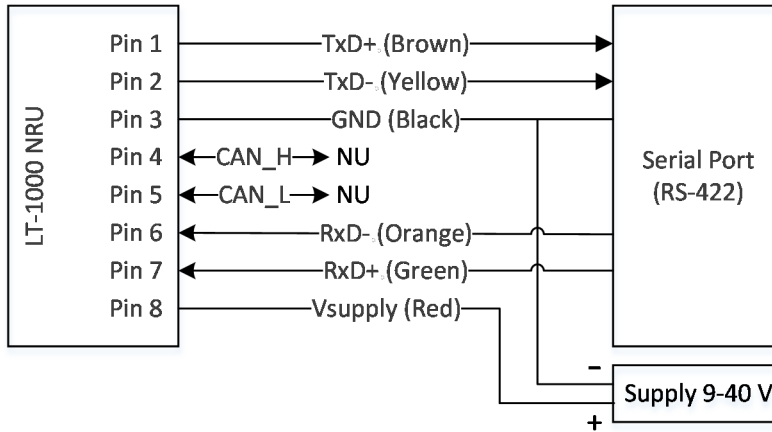 LT-1000 NRU
Pin 1 TxD+ (Brown)
Pin 2 TxD- (Yellow)
Pin 3 GND (Black)
Pin 4 CAN_H NU
Pin 5 CAN_L NU
Pin 6 RxD- (Orange)
Pin 7 RxD+ (Green)
Pin 8 Vsupply (Red)
Serial Port
(RS-422)
-
Supply 9-40 V
+